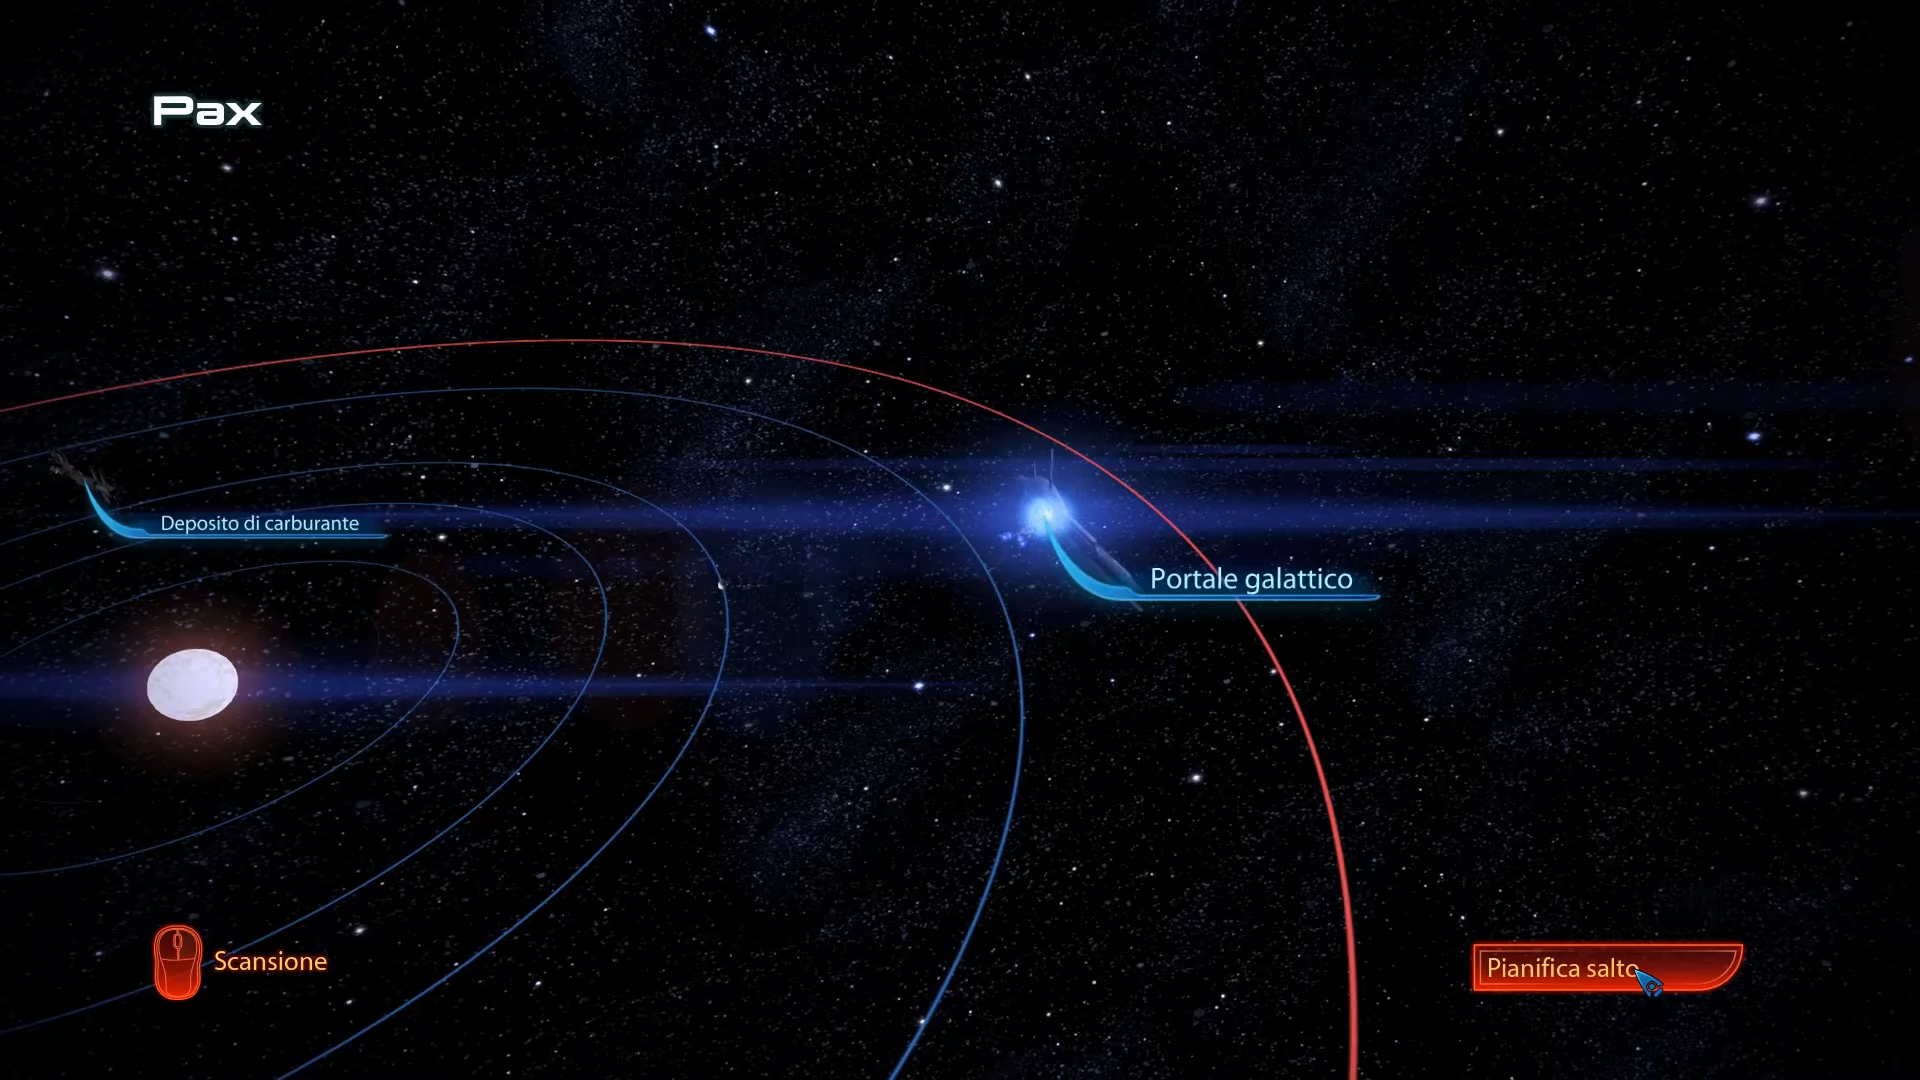 Pax
Deposito di carburante
Portale galattico
Scansione
Pianifica salto